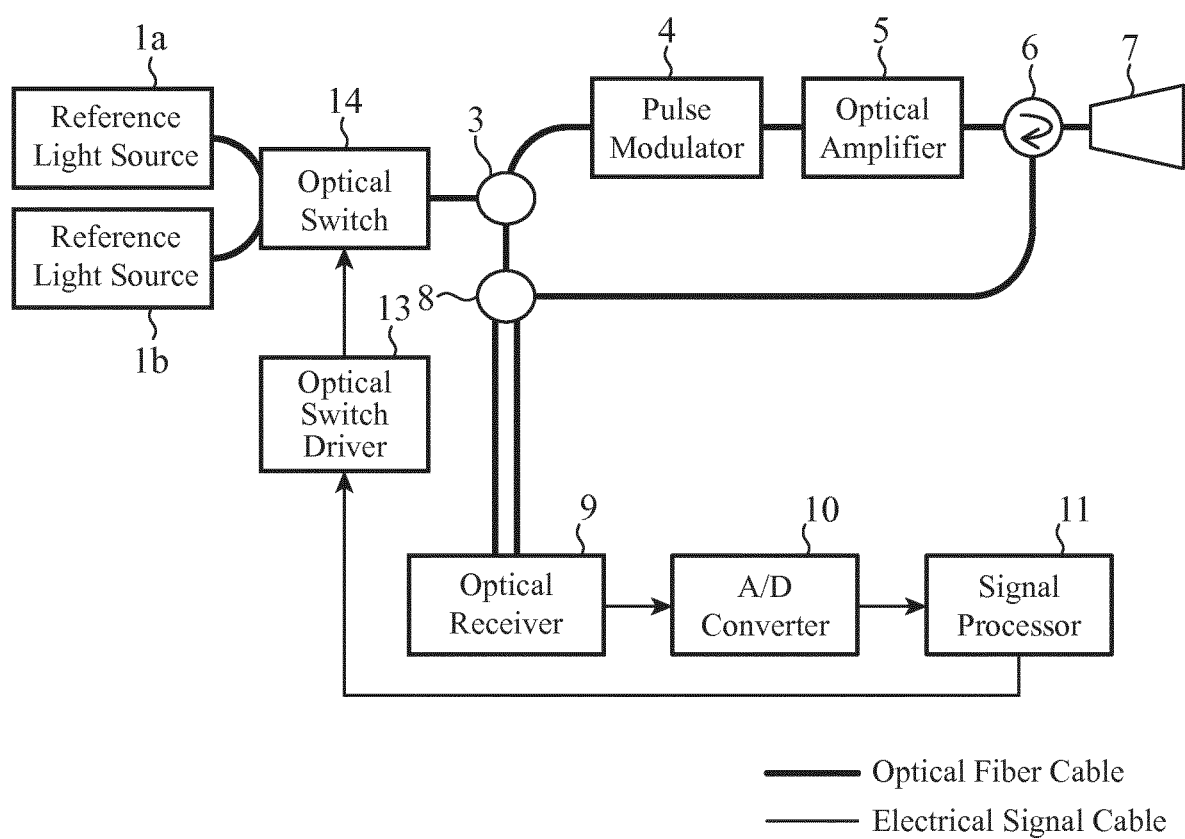 1a
Reference
Light Source
14
Optical
Switch
3
4
Pulse
Modulator
5
Optical
Amplifier
6
7
Reference
Light Source
1b
8
13
Optical
Switch
Driver
9
Optical
Receiver
10
A/D
Converter
11
Signal
Processor
Optical Fiber Cable
Electrical Signal Cable